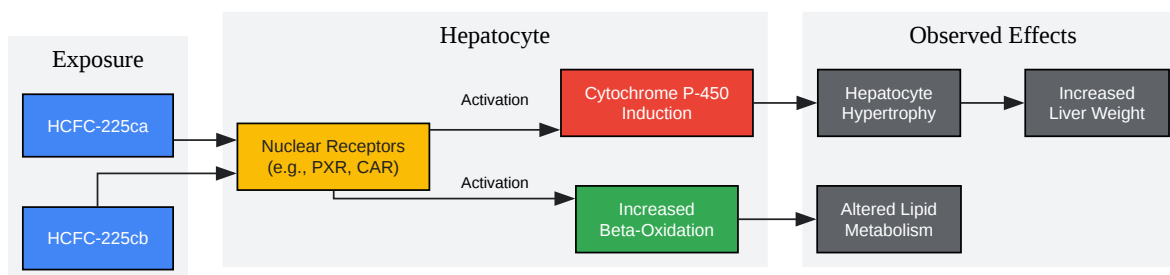 Exposure
HCFC-225ca
HCFC-225cb
Hepatocyte
Nuclear Receptors
(e.g., PXR, CAR)
Activation
Activation
Cytochrome P-450
Induction
Increased
Beta-Oxidation
Observed Effects
Hepatocyte
Hypertrophy
Increased
Liver Weight
Altered Lipid
Metabolism